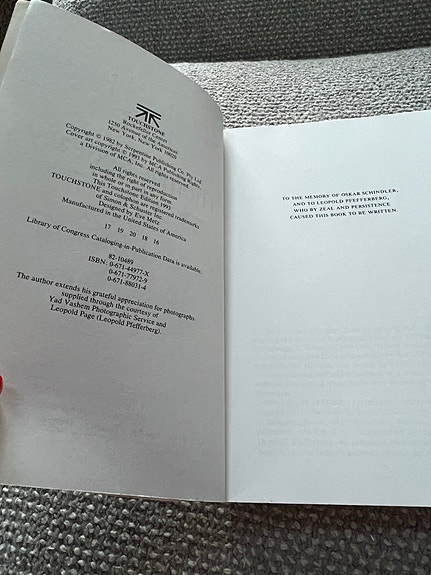 TOUCHSTONE
Rockefeller Center
1230 Avenue of the Americas
New York, New York 10020
Copyright © 1982 by Serpentine Publishing Co. Pty Ltd
Cover art copyright © 1993 by MCA Publishing Rights,
a Division of MCA, Inc. All rights reserved.
All rights reserved
including the right of reproduction
in whole or in part in any form
This Touchstone Edition 1993
TOUCHSTONE and colophon are registered trademarks
of Simon & Schuster Inc.
Designed by Eve Metz
Manufactured in the United States of America
17 19 20 18 16
Library of Congress Cataloging-in-Publication Data is available.
82-10489
ISBN: 0-671-44977-X
0-671-77972-9
0-671-88031-4
The author extends his grateful appreciation for photographs
supplied through the courtesy of
Yad Vashem Photographic Service and
Leopold Page (Leopold Pfefferberg).
TO THE MEMORY OF OSKAR SCHINDLER,
AND TO LEOPOLD PFEFFERBERG,
WHO BY ZEAL AND PERSISTENCE
CAUSED THIS BOOK TO BE WRITTEN